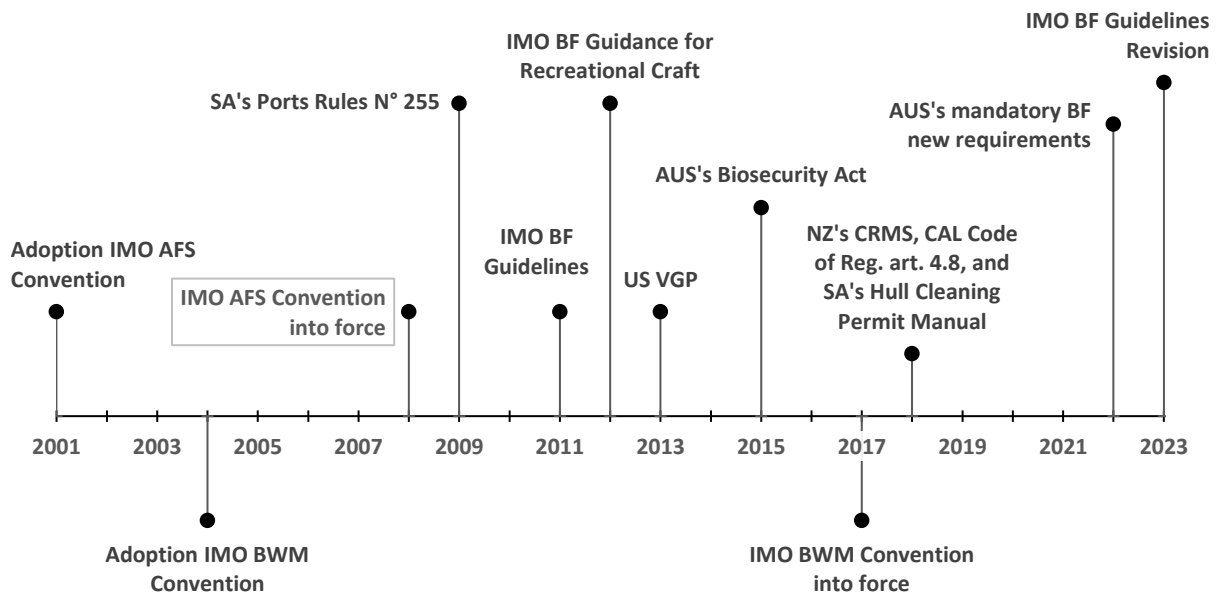 IMO BF Guidelines
Revision
IMO BF Guidance for
Recreational Craft
SA's Ports Rules N° 255
AUS's mandatory BF
new requirements
AUS's Biosecurity Act
NZ's CRMS, CAL Code
of Reg. art. 4.8, and
SA's Hull Cleaning
Permit Manual
Adoption IMO AFS
Convention
IMO AFS Convention
into force
IMO BF
Guidelines
US VGP
2001 2003 2005 2007 2009 2011 2013 2015 2017 2019 2021 2023
Adoption IMO BWM
Convention
IMO BWM Convention
into force